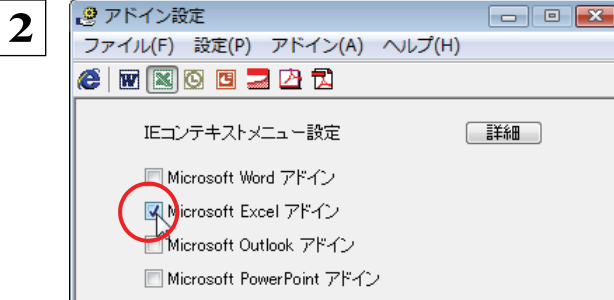 2
アドイン設定
ファイル(F) 設定(P) アドイン(A) ヘルプ(H)
IEコンテキストメニュー設定 詳細
Microsoft Word アドイン
Microsoft Excel アドイン
Microsoft Outlook アドイン
Microsoft PowerPoint アドイン